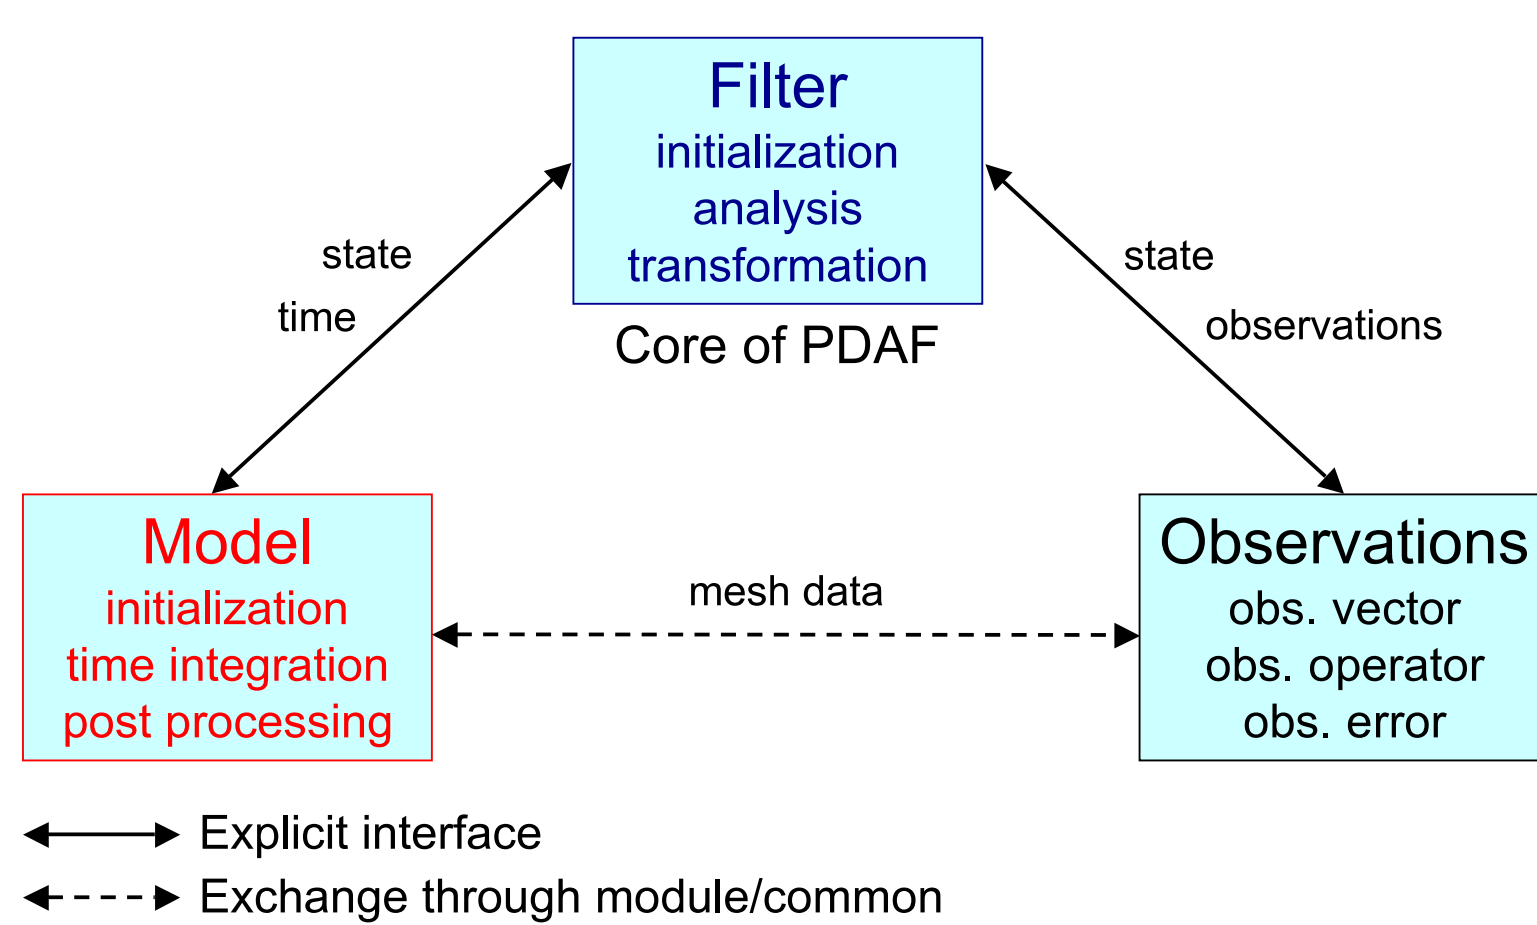 Filter
initialization
analysis
transformation
Core of PDAF
state
time
state
observations
Model
initialization
time integration
post processing
mesh data
Observations
obs. vector
obs. operator
obs. error
Explicit interface
Exchange through module/common